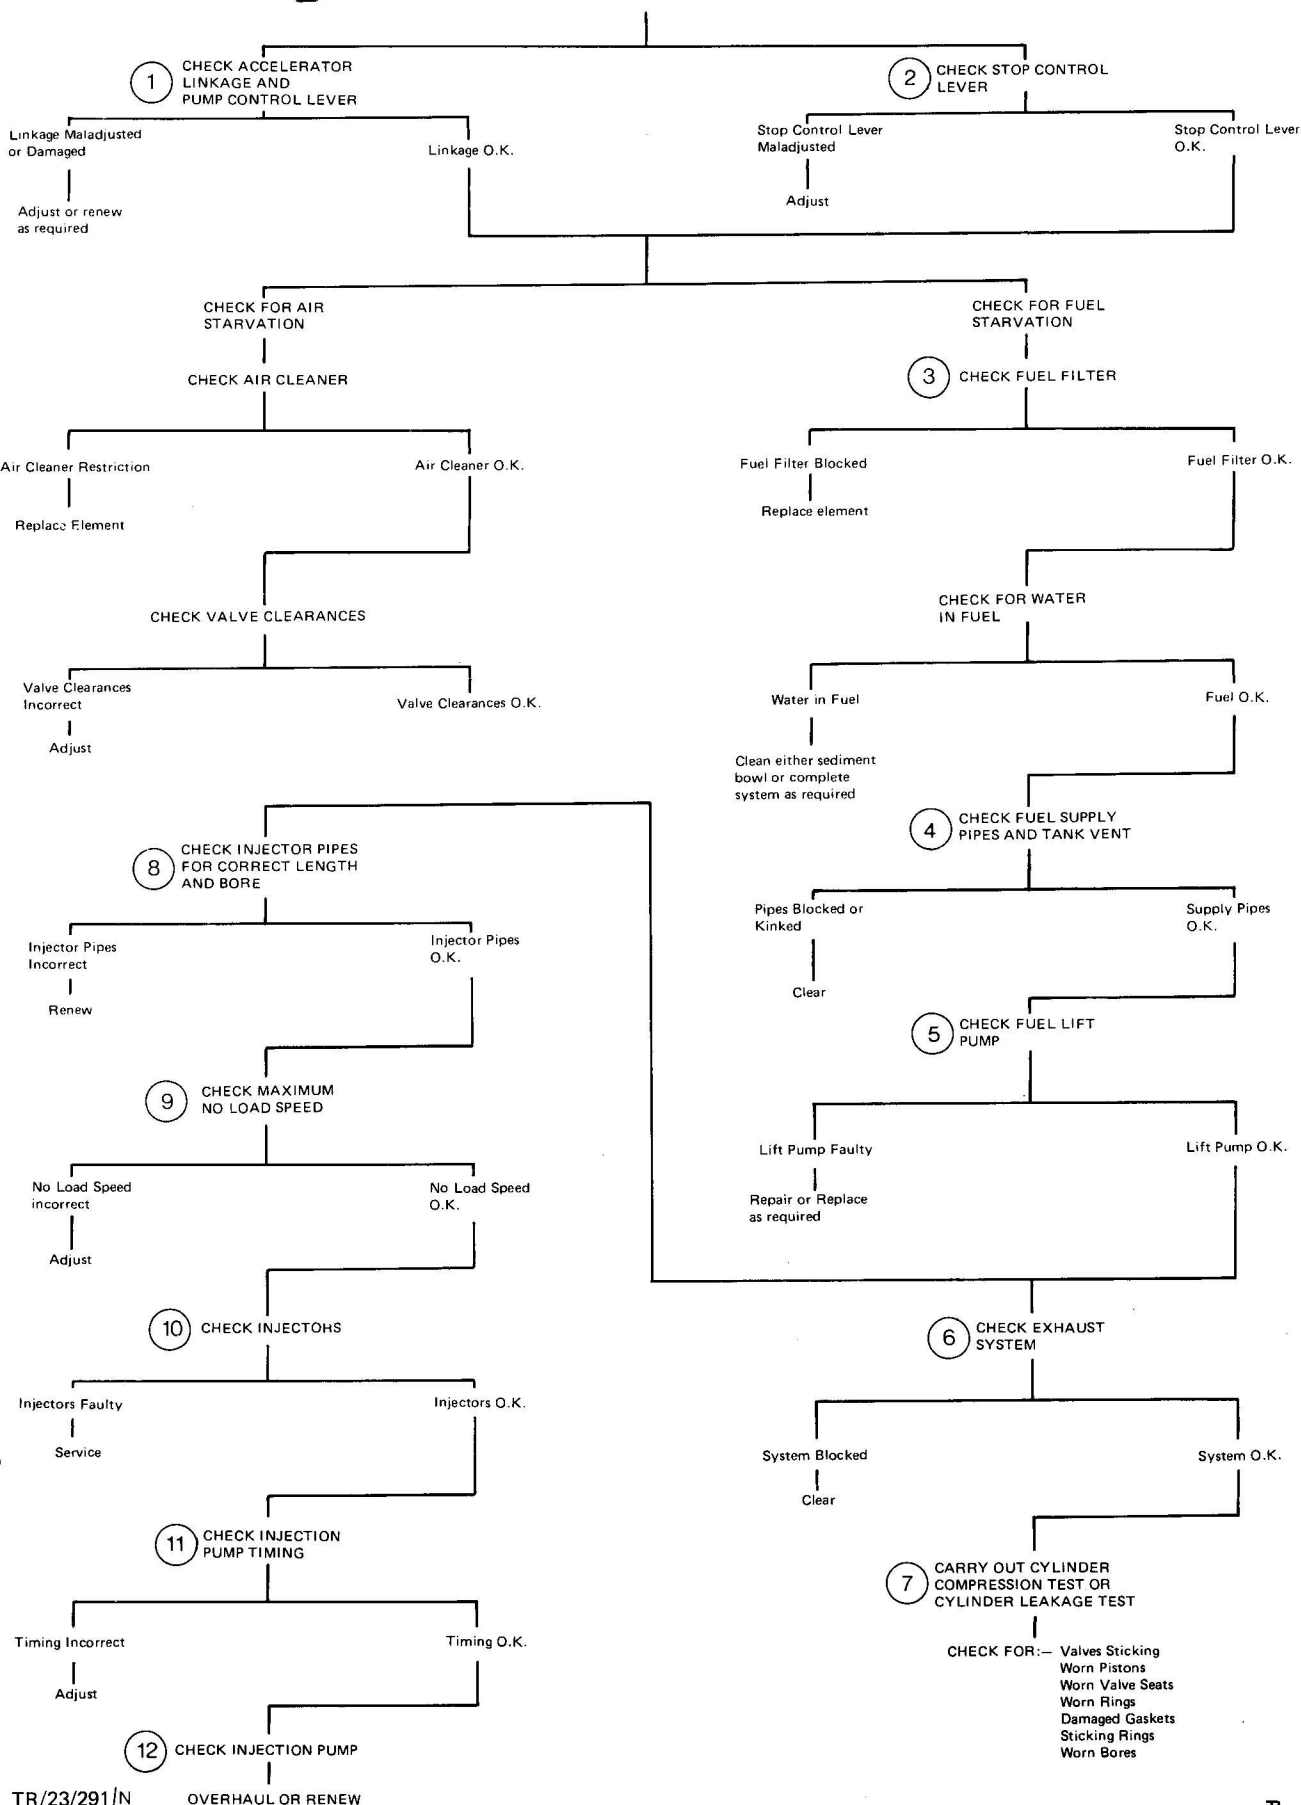 1
CHECK ACCELERATOR
LINKAGE AND
PUMP CONTROL LEVER
2
CHECK STOP CONTROL
LEVER
Linkage Maladjusted
or Damaged
Linkage O.K.
Stop Control Lever
Maladjusted
Stop Control Lever
O.K.
Adjust or renew
as required
Adjust
CHECK FOR AIR
STARVATION
CHECK FOR FUEL
STARVATION
CHECK AIR CLEANER
3
CHECK FUEL FILTER
Air Cleaner Restriction
Air Cleaner O.K.
Fuel Filter Blocked
Fuel Filter O.K.
Replace Element
Replace element
CHECK VALVE CLEARANCES
CHECK FOR WATER
IN FUEL
Valve Clearances
Incorrect
Valve Clearances O.K.
Water in Fuel
Fuel O.K.
Adjust
Clean either sediment
bowl or complete
system as required
4
CHECK FUEL SUPPLY
PIPES AND TANK VENT
8
CHECK INJECTOR PIPES
FOR CORRECT LENGTH
AND BORE
Pipes Blocked or
Kinked
Supply Pipes
O.K.
Injector Pipes
Incorrect
Injector Pipes
O.K.
Clear
Renew
5
CHECK FUEL LIFT
PUMP
9
CHECK MAXIMUM
NO LOAD SPEED
Lift Pump Faulty
Lift Pump O.K.
No Load Speed
incorrect
No Load Speed
O.K.
Repair or Replace
as required
Adjust
10
CHECK INJECTORS
6
CHECK EXHAUST
SYSTEM
Injectors Faulty
Injectors O.K.
Service
System Blocked
System O.K.
Clear
11
CHECK INJECTION
PUMP TIMING
7
CARRY OUT CYLINDER
COMPRESSION TEST OR
CYLINDER LEAKAGE TEST
Timing Incorrect
Timing O.K.
CHECK FOR:— Valves Sticking
Worn Pistons
Worn Valve Seats
Worn Rings
Damaged Gaskets
Sticking Rings
Worn Bores
Adjust
12
CHECK INJECTION PUMP
TR/23/291/N
OVERHAUL OR RENEW